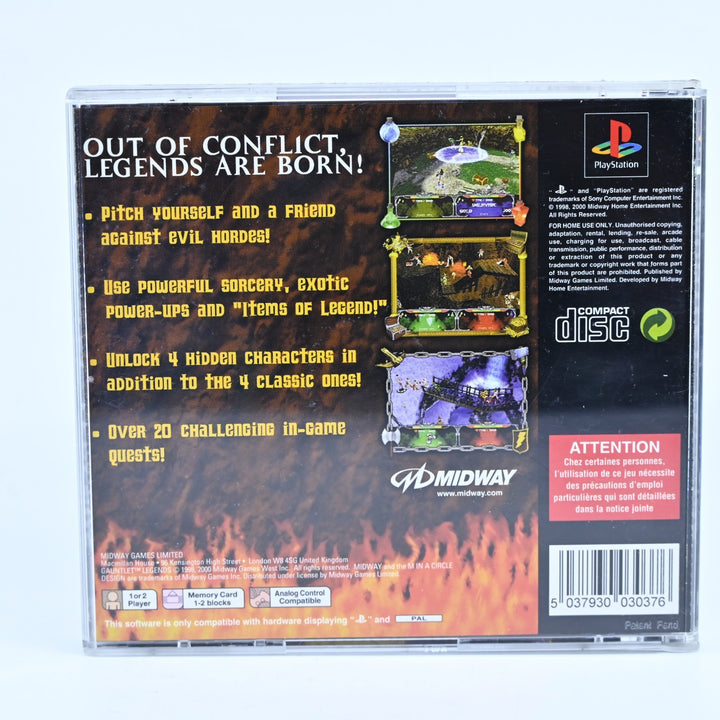 OUT OF CONFLICT,
LEGENDS ARE BORN!
• Pitch yourself and a friend
against evil hordes!
• Use powerful sorcery, exotic
power-ups and "Items of Legend!"
• Unlock 4 hidden characters in
addition to the 4 classic ones!
• Over 20 challenging in-game
quests!
MIDWAY
www.midway.com
PlayStation
" " and "PlayStation" are registered
trademarks of Sony Computer Entertainment Inc.
© 1998, 2000 Midway Home Entertainment Inc.
All Rights Reserved.
FOR HOME USE ONLY. Unauthorised copying,
adaptation, rental, lending, re-sale, arcade
use, charging for use, broadcast, cable
transmission, public performance, distribution
or extraction of this product or any
trademark or copyright work that forms part
of this product are prohibited. Published by
Midway Games Limited. Developed by Midway
Home Entertainment.
COMPACT
disc
ATTENTION
Chez certaines personnes,
l'utilisation de ce jeu nécessite
des précautions d'emploi
particulières qui sont détaillées
dans la notice jointe
MIDWAY GAMES LIMITED
Macmillan House • 96 Kensington High Street • London W8 4SG United Kingdom
GAUNTLET LEGENDS © 1998, 2000 Midway Games West Inc. All rights reserved. MIDWAY and the M IN A CIRCLE
DESIGN are trademarks of Midway Games Inc. Distributed under license by Midway Games Limited.
1 or 2
Player
Memory Card
1-2 blocks
Analog Control
Compatible
This software is only compatible with hardware displaying " " and PAL
5 037930 030376
Patent Pend.